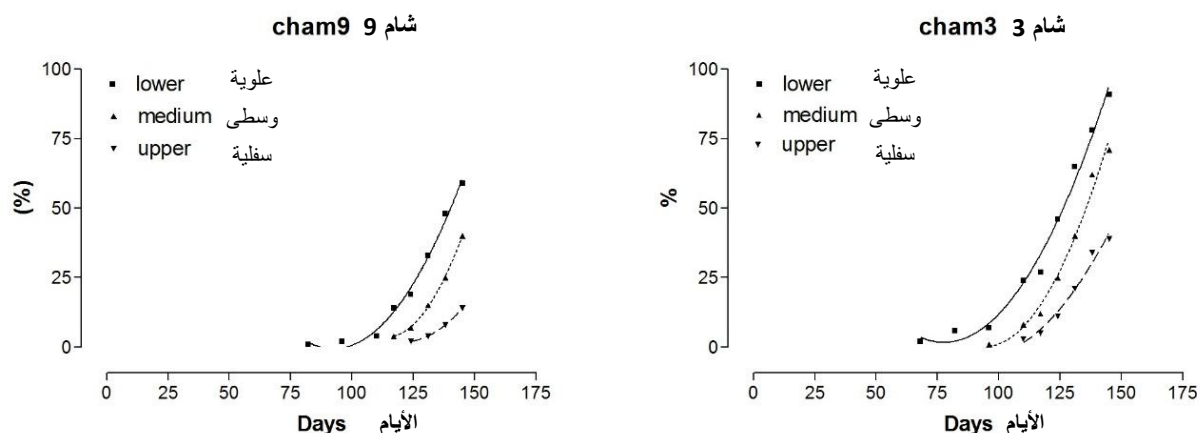 cham9 شام 9
100
75
50
25
0
(%)
lower علوية
medium وسطى
upper سفلية
0 25 50 75 100 125 150 175
Days الأيام
cham3 شام 3
100
75
50
25
0
%
lower علوية
medium وسطى
upper سفلية
0 25 50 75 100 125 150 175
Days الأيام